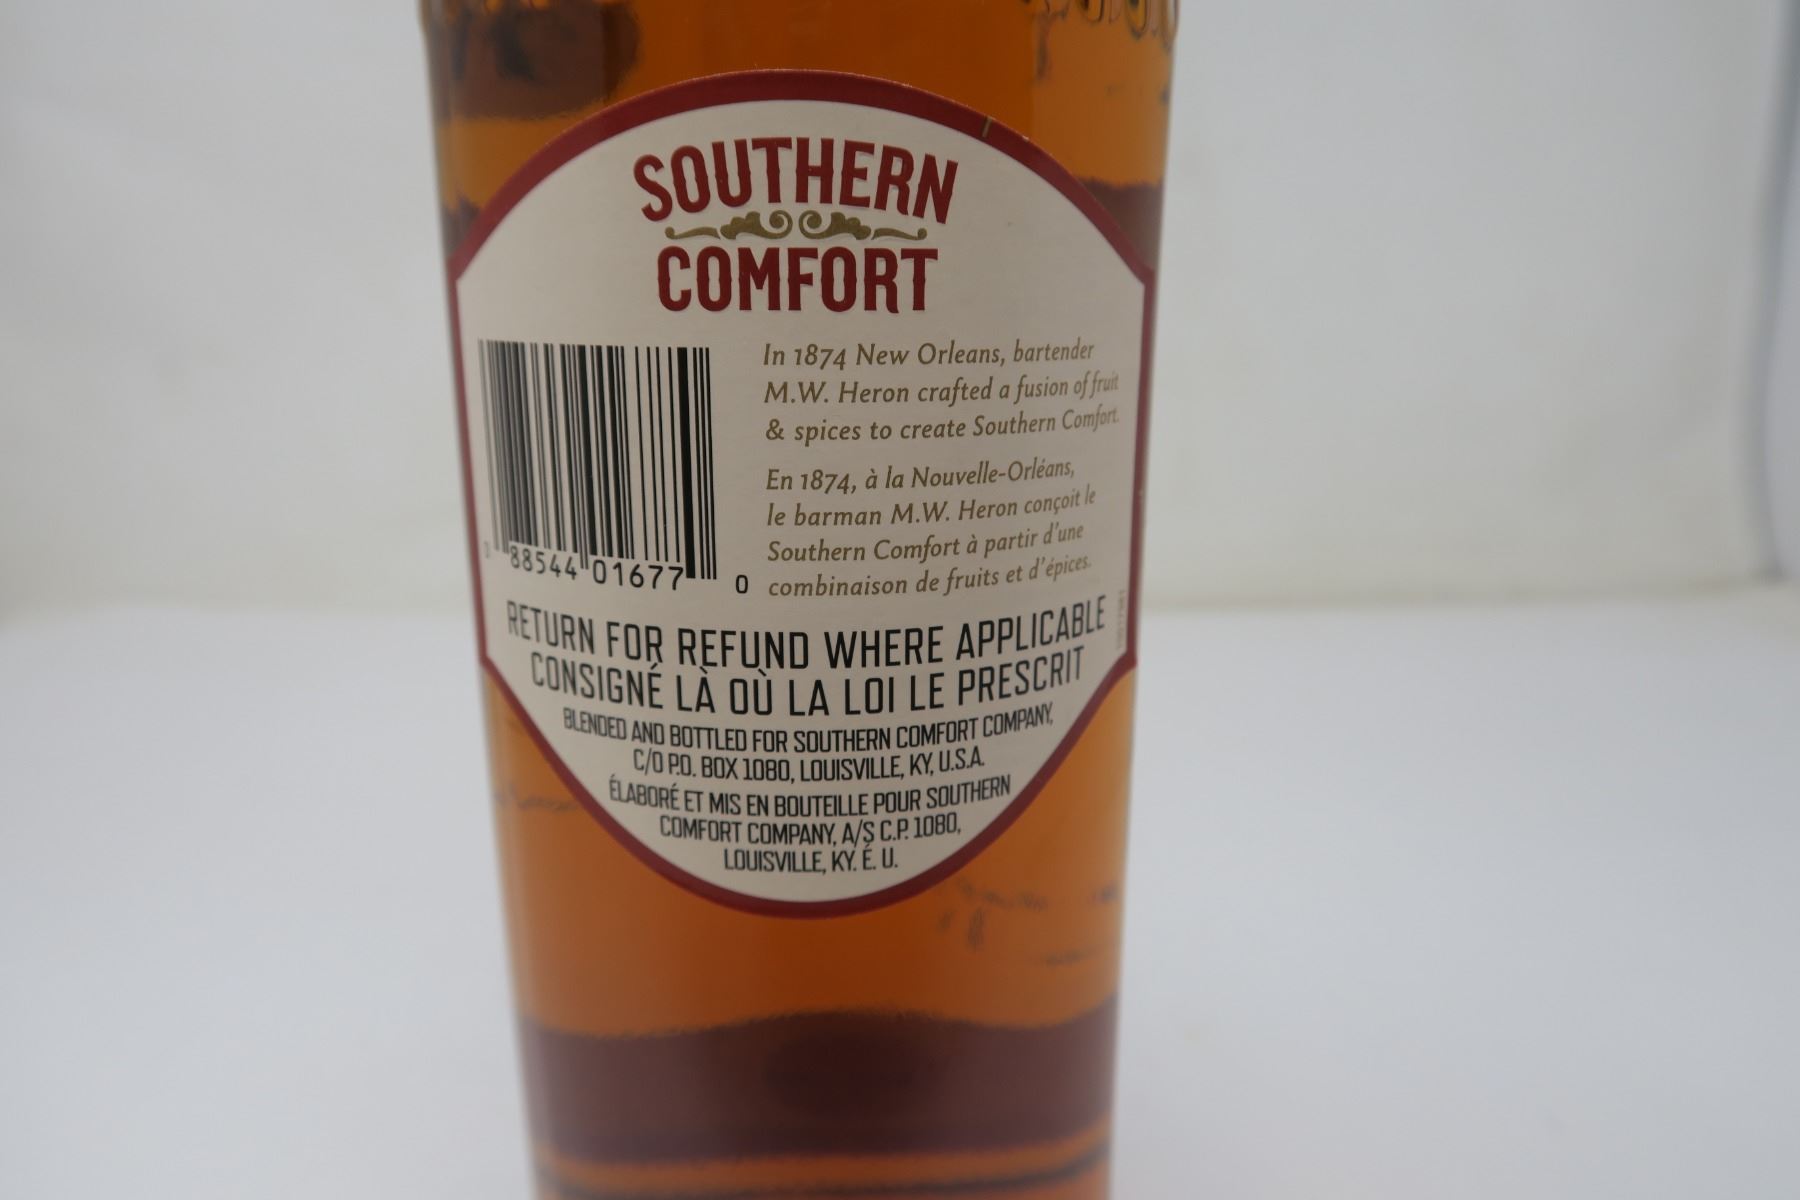 SOUTHERN
COMFORT
In 1874 New Orleans, bartender
M.W. Heron crafted a fusion of fruit
& spices to create Southern Comfort.
En 1874, à la Nouvelle-Orléans,
le barman M.W. Heron conçoit le
Southern Comfort à partir d'une
combinaison de fruits et d'épices.
88544 01677 0
RETURN FOR REFUND WHERE APPLICABLE
CONSIGNÉ LÀ OÙ LA LOI LE PRESCRIT
BLENDED AND BOTTLED FOR SOUTHERN COMFORT COMPANY,
C/O P.O. BOX 1080, LOUISVILLE, KY, U.S.A.
ÉLABORÉ ET MIS EN BOUTEILLE POUR SOUTHERN
COMFORT COMPANY, A/S C.P. 1080,
LOUISVILLE, KY. É. U.